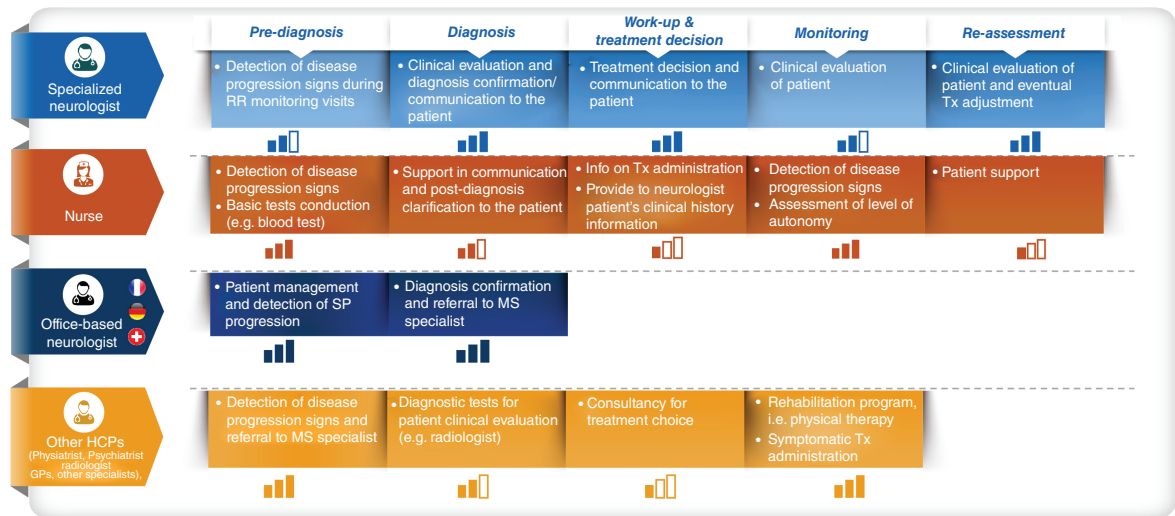 Pre-diagnosis
Diagnosis
Work-up &
treatment decision
Monitoring
Re-assessment
Specialized
neurologist
• Detection of disease
progression signs during
RR monitoring visits
• Clinical evaluation and
diagnosis confirmation/
communication to the
patient
• Treatment decision and
communication to the
patient
• Clinical evaluation
of patient
• Clinical evaluation of
patient and eventual
Tx adjustment
Nurse
• Detection of disease
progression signs
• Basic tests conduction
(e.g. blood test)
• Support in communication
and post-diagnosis
clarification to the patient
• Info on Tx administration
• Provide to neurologist
patient's clinical history
information
• Detection of disease
progression signs
• Assessment of level of
autonomy
• Patient support
Office-based
neurologist
• Patient management
and detection of SP
progression
• Diagnosis confirmation
and referral to MS
specialist
Other HCPs
(Physiatrist, Psychiatrist
radiologist
GPs, other specialists),
• Detection of disease
progression signs and
referral to MS specialist
• Diagnostic tests for
patient clinical evaluation
(e.g. radiologist)
• Consultancy for
treatment choice
• Rehabilitation program,
i.e. physical therapy
• Symptomatic Tx
administration